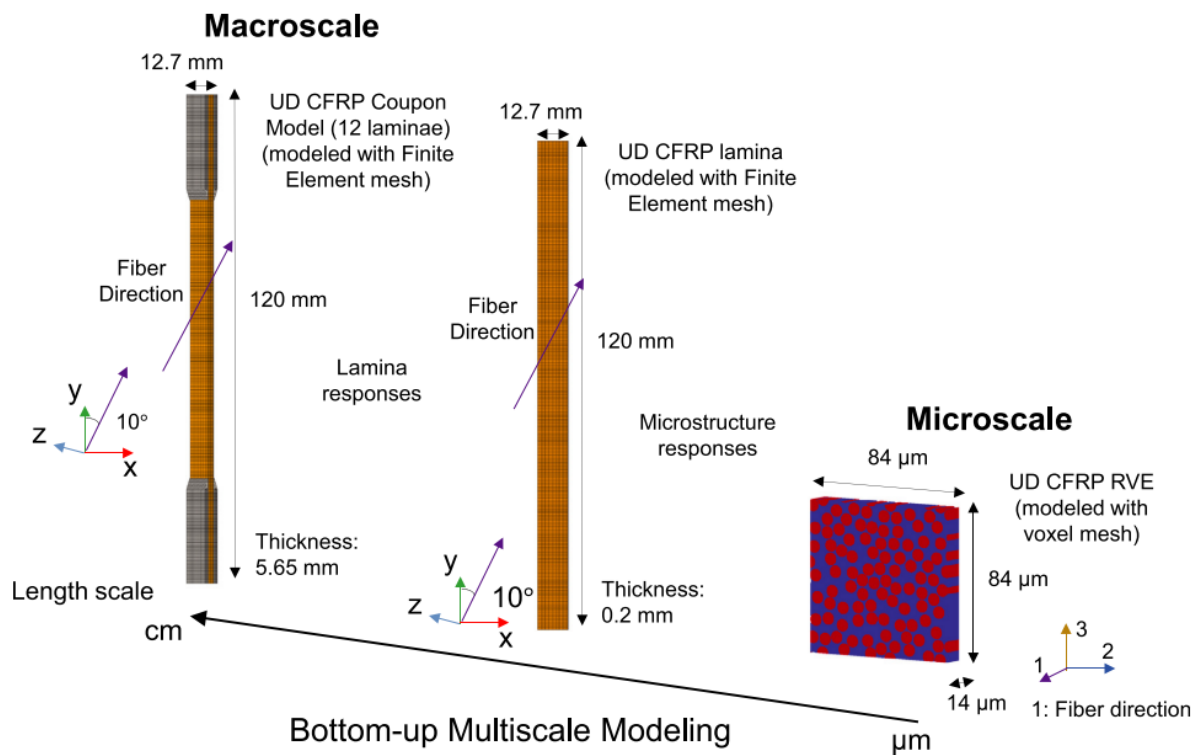 Macroscale
12.7 mm
UD CFRP Coupon
Model (12 laminae)
(modeled with Finite
Element mesh)
Fiber
Direction
120 mm
y
10°
z
x
Thickness:
5.65 mm
Lamina
responses
12.7 mm
UD CFRP lamina
(modeled with Finite
Element mesh)
Fiber
Direction
120 mm
y
10°
z
x
Thickness:
0.2 mm
Microstructure
responses
Microscale
84 µm
UD CFRP RVE
(modeled with
voxel mesh)
84 µm
14 µm
3
2
1
1: Fiber direction
Length scale
cm
µm
Bottom-up Multiscale Modeling